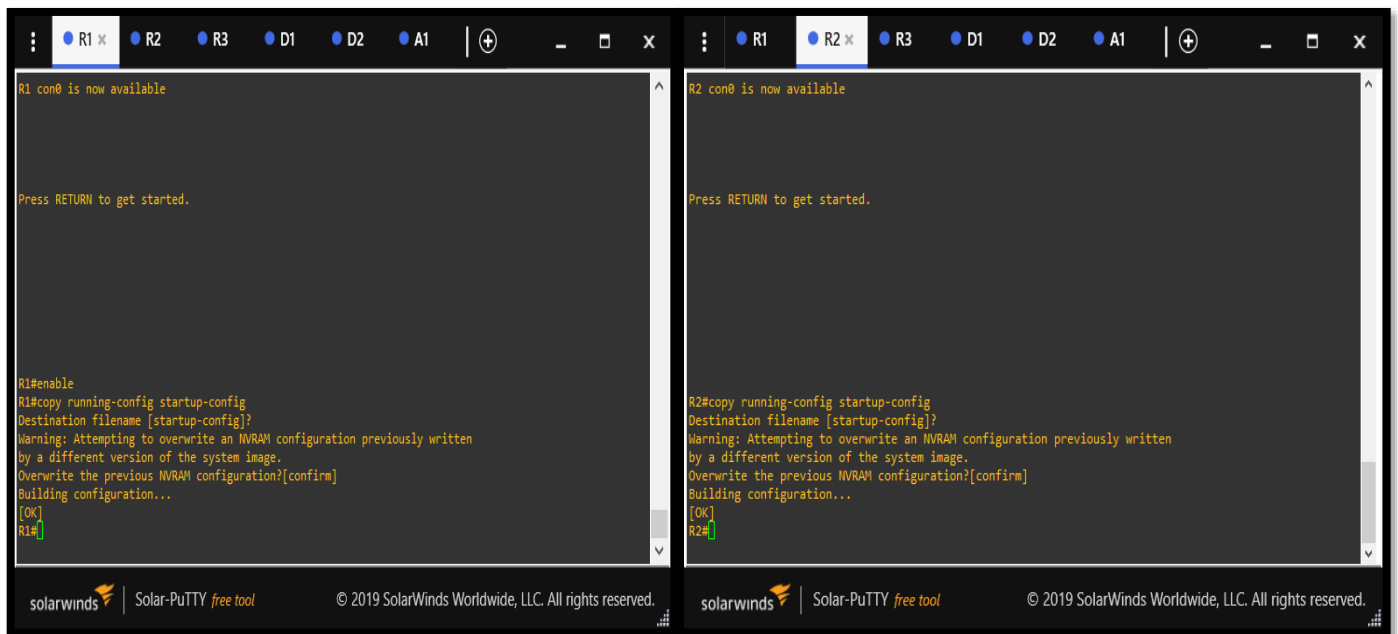 R1 × R2 R3 D1 D2 A1
R1 con0 is now available
Press RETURN to get started.
R1#enable
R1#copy running-config startup-config
Destination filename [startup-config]?
Warning: Attempting to overwrite an NVRAM configuration previously written
by a different version of the system image.
Overwrite the previous NVRAM configuration?[confirm]
Building configuration...
[OK]
R1#
solarwinds | Solar-PuTTY free tool © 2019 SolarWinds Worldwide, LLC. All rights reserved.
R1 R2 × R3 D1 D2 A1
R2 con0 is now available
Press RETURN to get started.
R2#copy running-config startup-config
Destination filename [startup-config]?
Warning: Attempting to overwrite an NVRAM configuration previously written
by a different version of the system image.
Overwrite the previous NVRAM configuration?[confirm]
Building configuration...
[OK]
R2#
solarwinds | Solar-PuTTY free tool © 2019 SolarWinds Worldwide, LLC. All rights reserved.